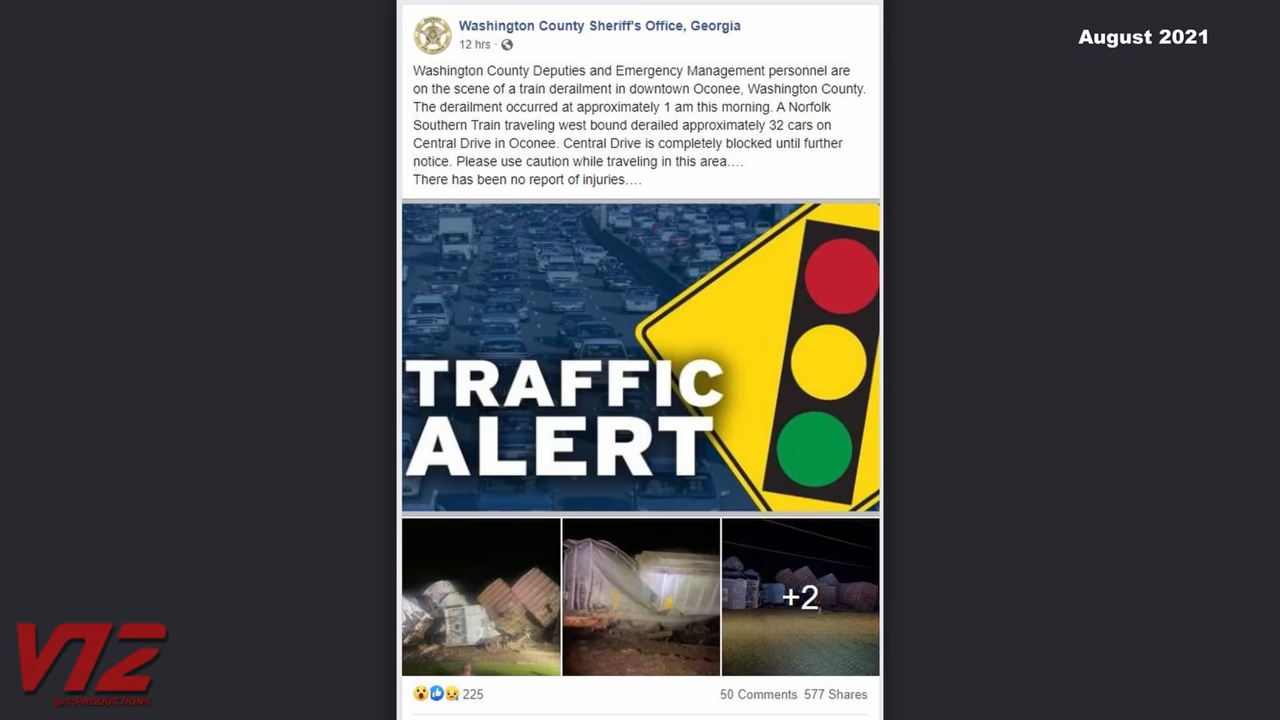 Washington County Sheriff's Office, Georgia
12 hrs ·
August 2021
Washington County Deputies and Emergency Management personnel are
on the scene of a train derailment in downtown Oconee, Washington County.
The derailment occurred at approximately 1 am this morning. A Norfolk
Southern Train traveling west bound derailed approximately 32 cars on
Central Drive in Oconee. Central Drive is completely blocked until further
notice. Please use caution while traveling in this area….
There has been no report of injuries….
TRAFFIC
ALERT
+2
V12
PRODUCTIONS
225
50 Comments 577 Shares